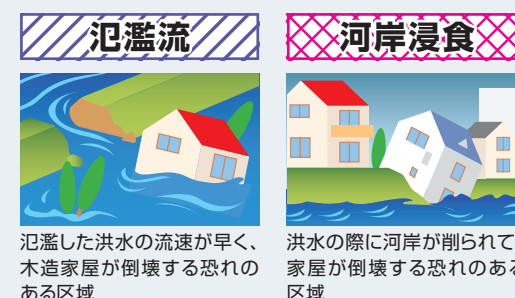 氾濫流
河岸浸食
氾濫した洪水の流速が早く、
木造家屋が倒壊する恐れの
ある区域
洪水の際に河岸が削られて
家屋が倒壊する恐れのある
区域